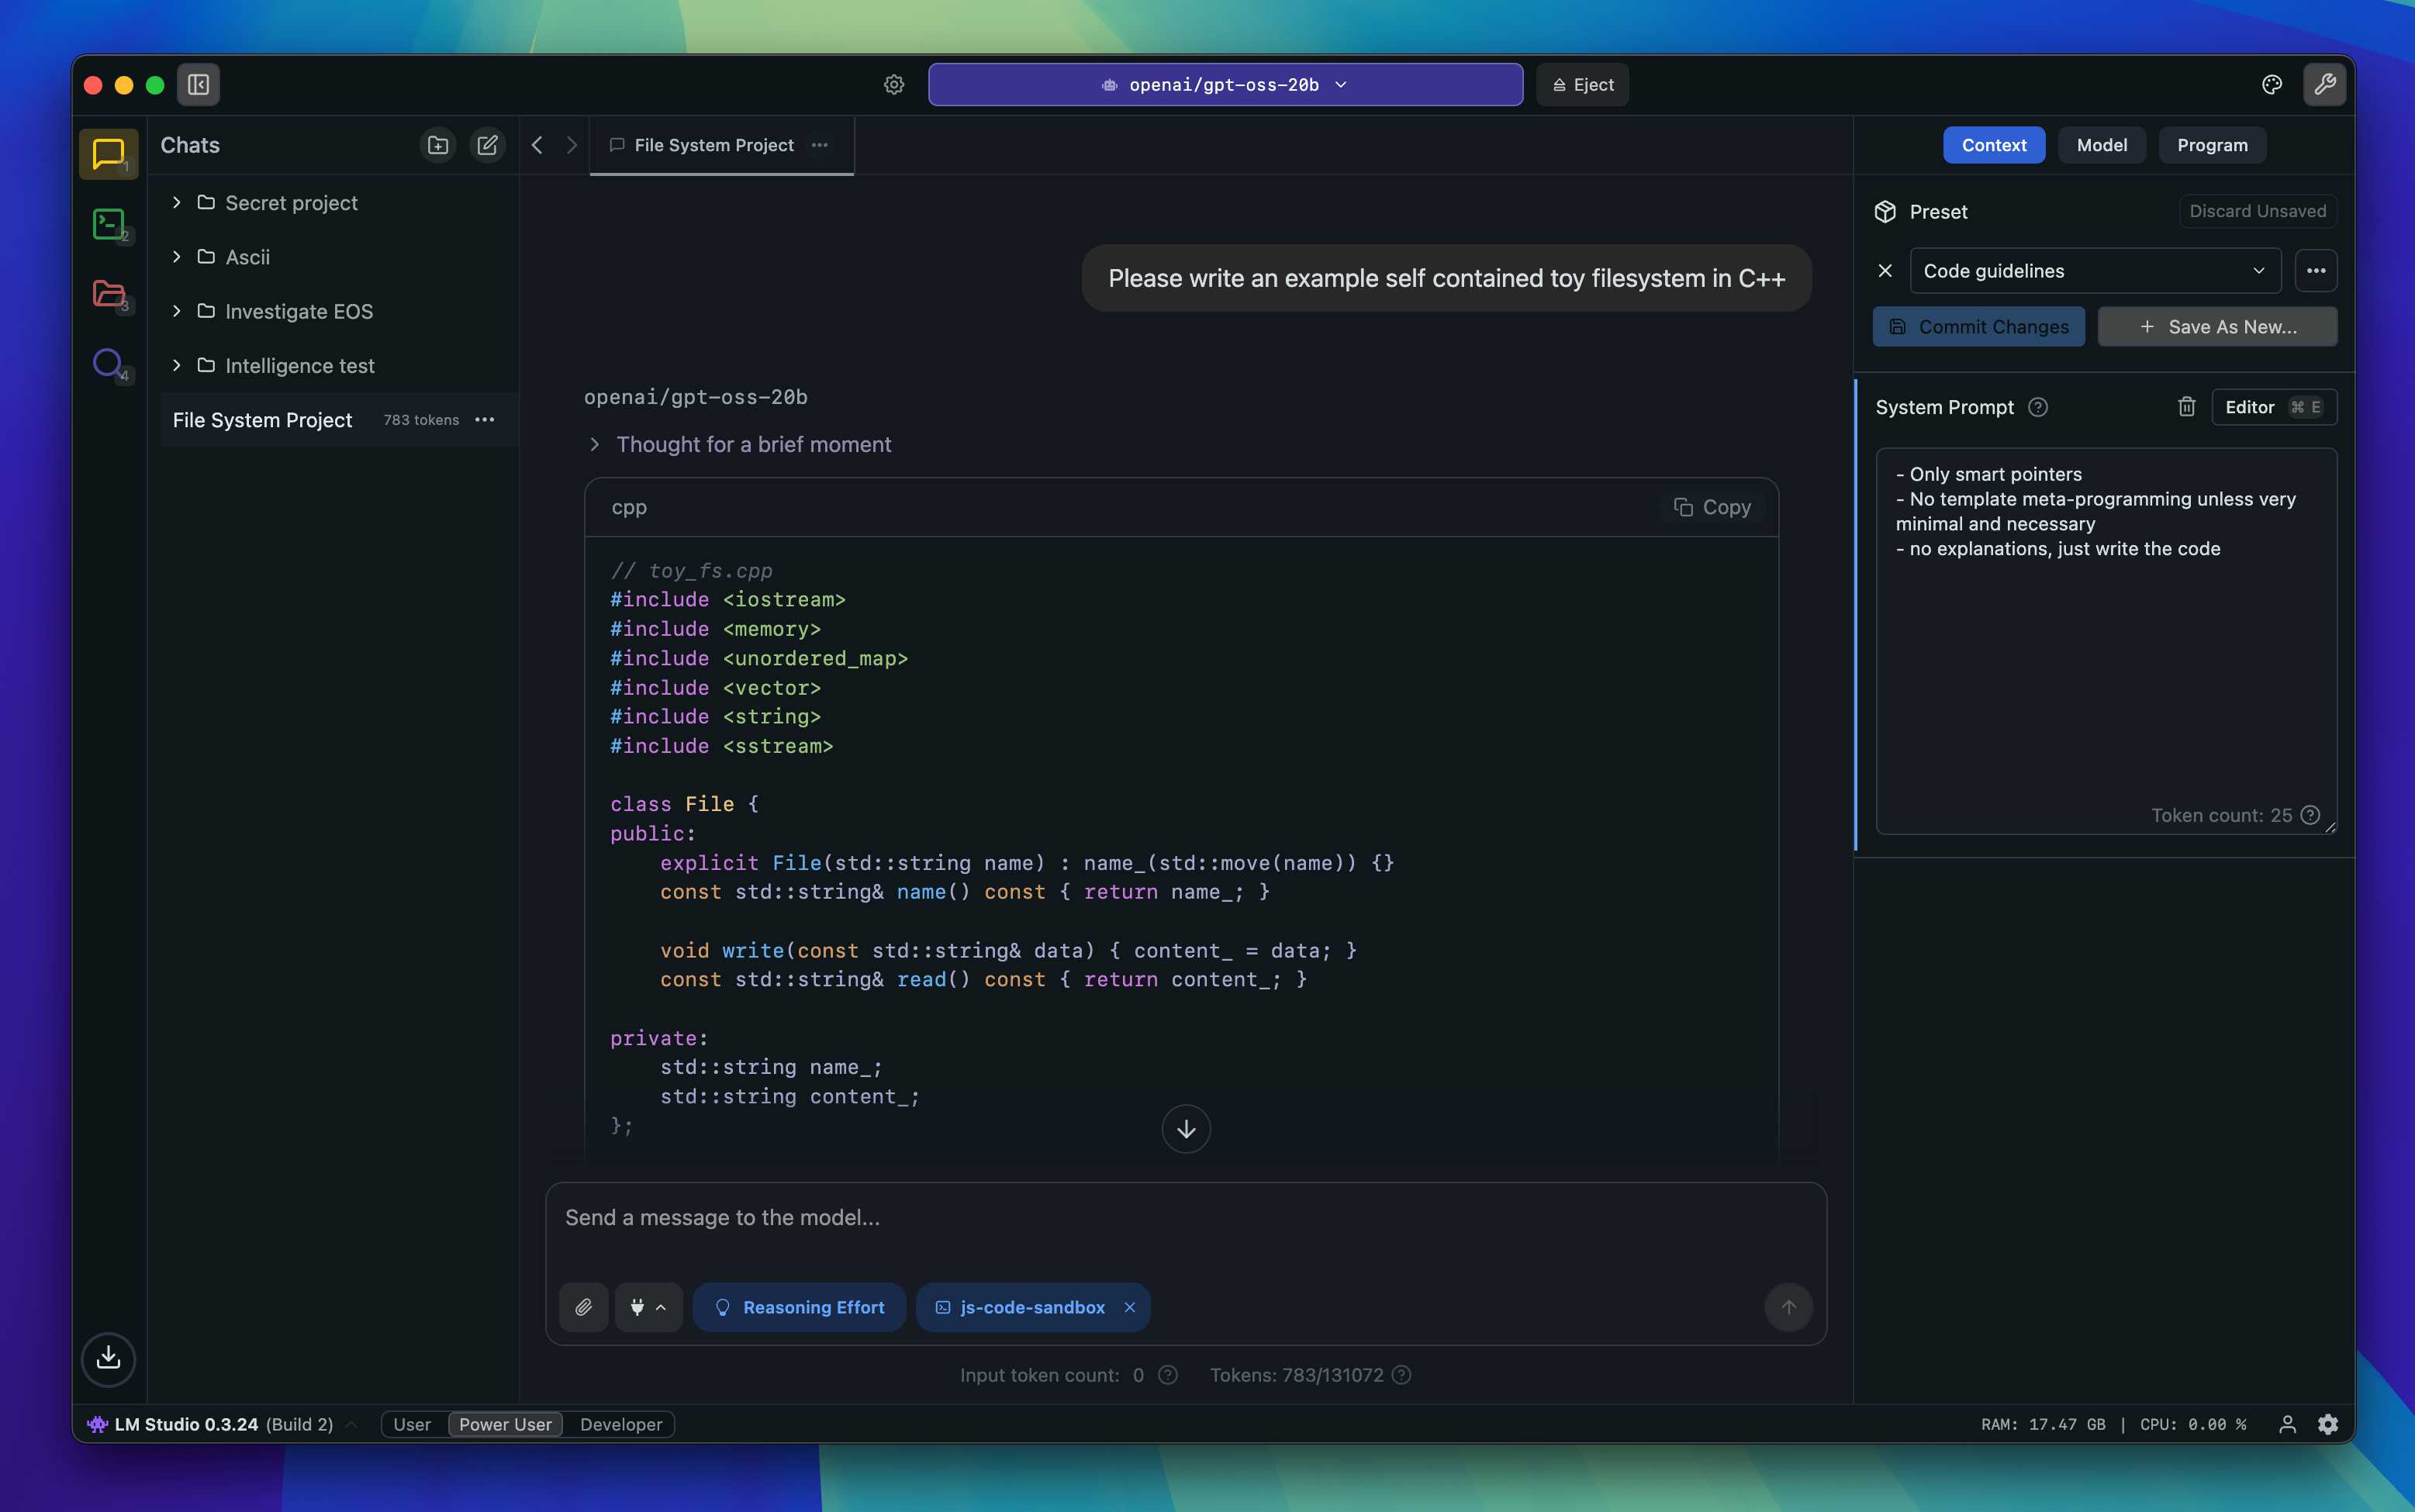 openai/gpt-oss-20b
Eject
1
2
3
4
Chats
Secret project
Ascii
Investigate EOS
Intelligence test
File System Project 783 tokens
File System Project
Please write an example self contained toy filesystem in C++
openai/gpt-oss-20b
Thought for a brief moment
cpp
Copy
// toy_fs.cpp
#include <iostream>
#include <memory>
#include <unordered_map>
#include <vector>
#include <string>
#include <sstream>
class File {
public:
    explicit File(std::string name) : name_(std::move(name)) {}
    const std::string& name() const { return name_; }
    void write(const std::string& data) { content_ = data; }
    const std::string& read() const { return content_; }
private:
    std::string name_;
    std::string content_;
};
Send a message to the model...
Reasoning Effort
js-code-sandbox
Input token count: 0
Tokens: 783/131072
Context
Model
Program
Preset
Discard Unsaved
Code guidelines
Commit Changes
+ Save As New...
System Prompt
Editor ⌘ E
- Only smart pointers
- No template meta-programming unless very
minimal and necessary
- no explanations, just write the code
Token count: 25
LM Studio 0.3.24 (Build 2)
User
Power User
Developer
RAM: 17.47 GB | CPU: 0.00 %